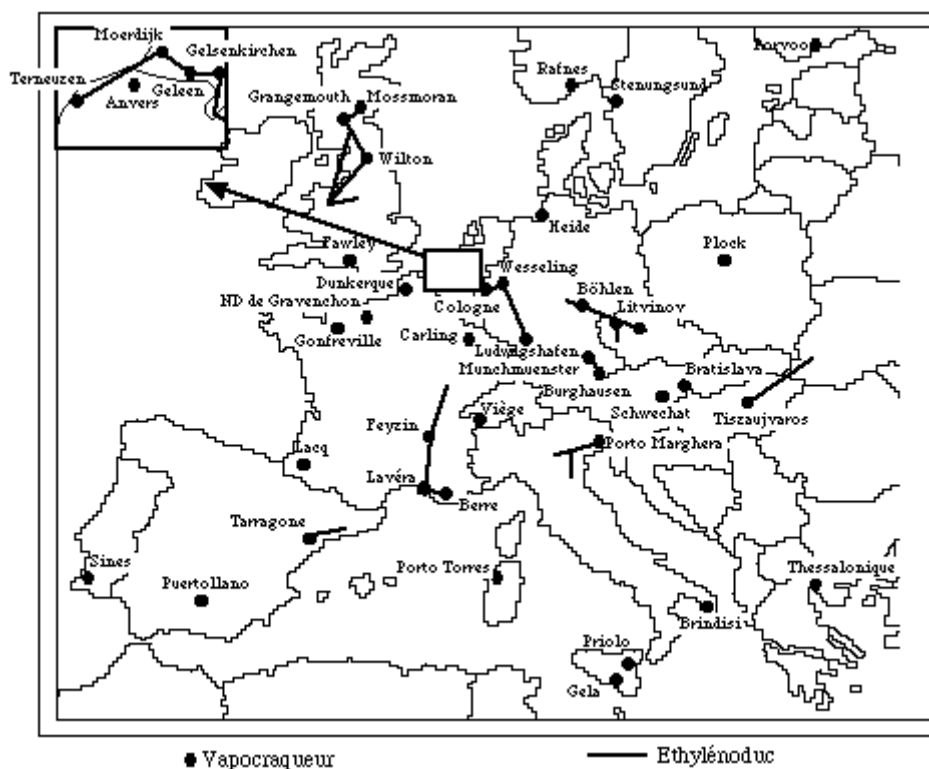 Moerdijk
Gelsenkirchen
Terneuzen
Anvers
Geleen
Grangemouth
Mossmoran
Wilton
Rafnes
Stenungsund
Porvoo
Heide
Plock
Fawley
Dunkerque
Wesseling
Cologne
Böhlen
Litvinov
ND de Gravenchon
Gonfreville
Carling
Ludwigshafen
Munchmuenster
Burghausen
Bratislava
Schwechat
Tiszaujvaros
Feyzin
Viège
Porto Marghera
Lacq
Lavéra
Berre
Tarragone
Sines
Puertollano
Porto Torres
Thessalonique
Brindisi
Priolo
Gela
Vapocraqueur
Ethylénoduc